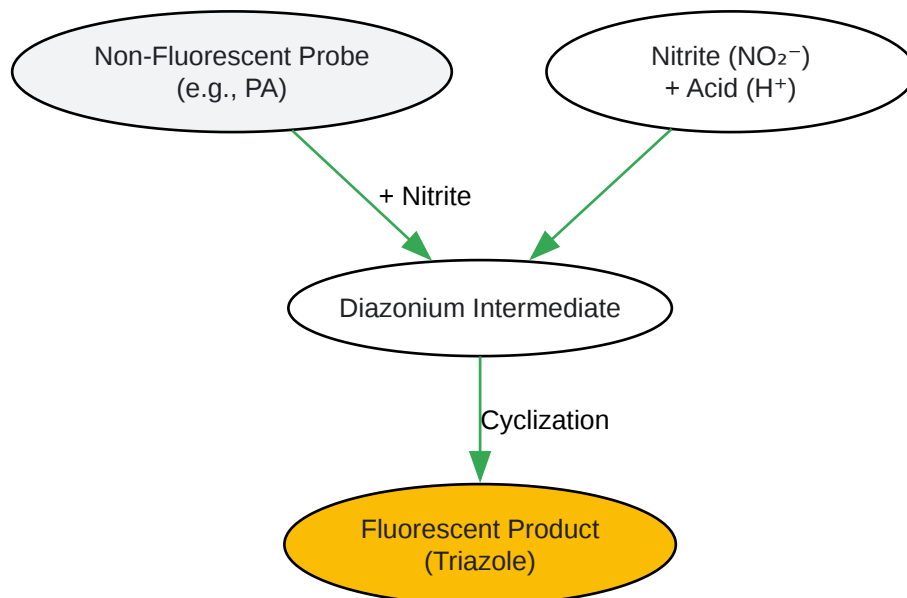 Non-Fluorescent Probe
(e.g., PA)
Nitrite (NO₂⁻)
+ Acid (H⁺)
+ Nitrite
Diazonium Intermediate
Cyclization
Fluorescent Product
(Triazole)